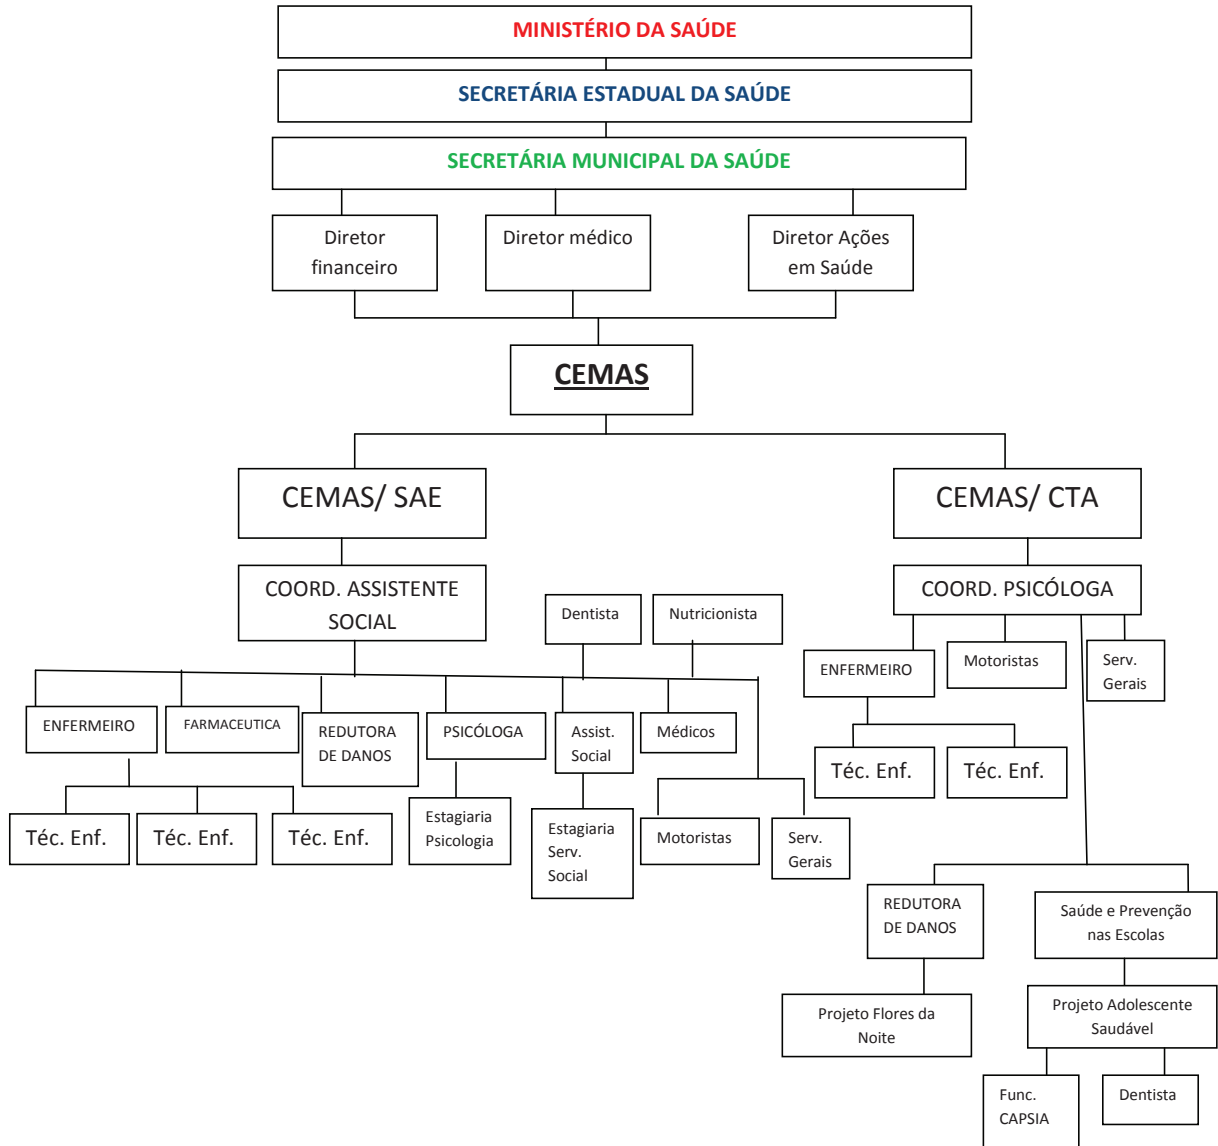 MINISTÉRIO DA SAÚDE
SECRETÁRIA ESTADUAL DA SAÚDE
SECRETÁRIA MUNICIPAL DA SAÚDE
Diretor
financeiro
Diretor médico
Diretor Ações
em Saúde
CEMAS
CEMAS/ SAE
CEMAS/ CTA
COORD. ASSISTENTE
SOCIAL
COORD. PSICÓLOGA
Dentista
Nutricionista
ENFERMEIRO
FARMACEUTICA
REDUTORA
DE DANOS
PSICÓLOGA
Assist.
Social
Médicos
Téc. Enf.
Téc. Enf.
Téc. Enf.
Estagiaria
Psicologia
Estagiaria
Serv.
Social
Motoristas
Serv.
Gerais
ENFERMEIRO
Motoristas
Serv.
Gerais
Téc. Enf.
Téc. Enf.
REDUTORA
DE DANOS
Saúde e Prevenção
nas Escolas
Projeto Flores da
Noite
Projeto Adolescente
Saudável
Func.
CAPSIA
Dentista